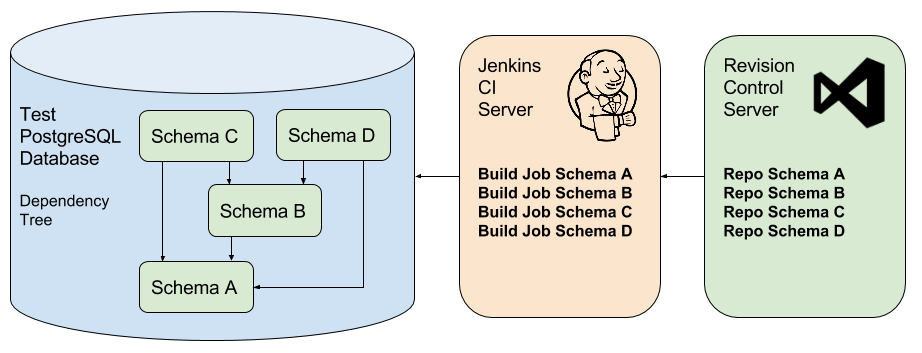 Test
PostgreSQL
Database
Dependency
Tree
Schema C
Schema D
Schema B
Schema A
Jenkins
CI
Server
Build Job Schema A
Build Job Schema B
Build Job Schema C
Build Job Schema D
Revision
Control
Server
Repo Schema A
Repo Schema B
Repo Schema C
Repo Schema D